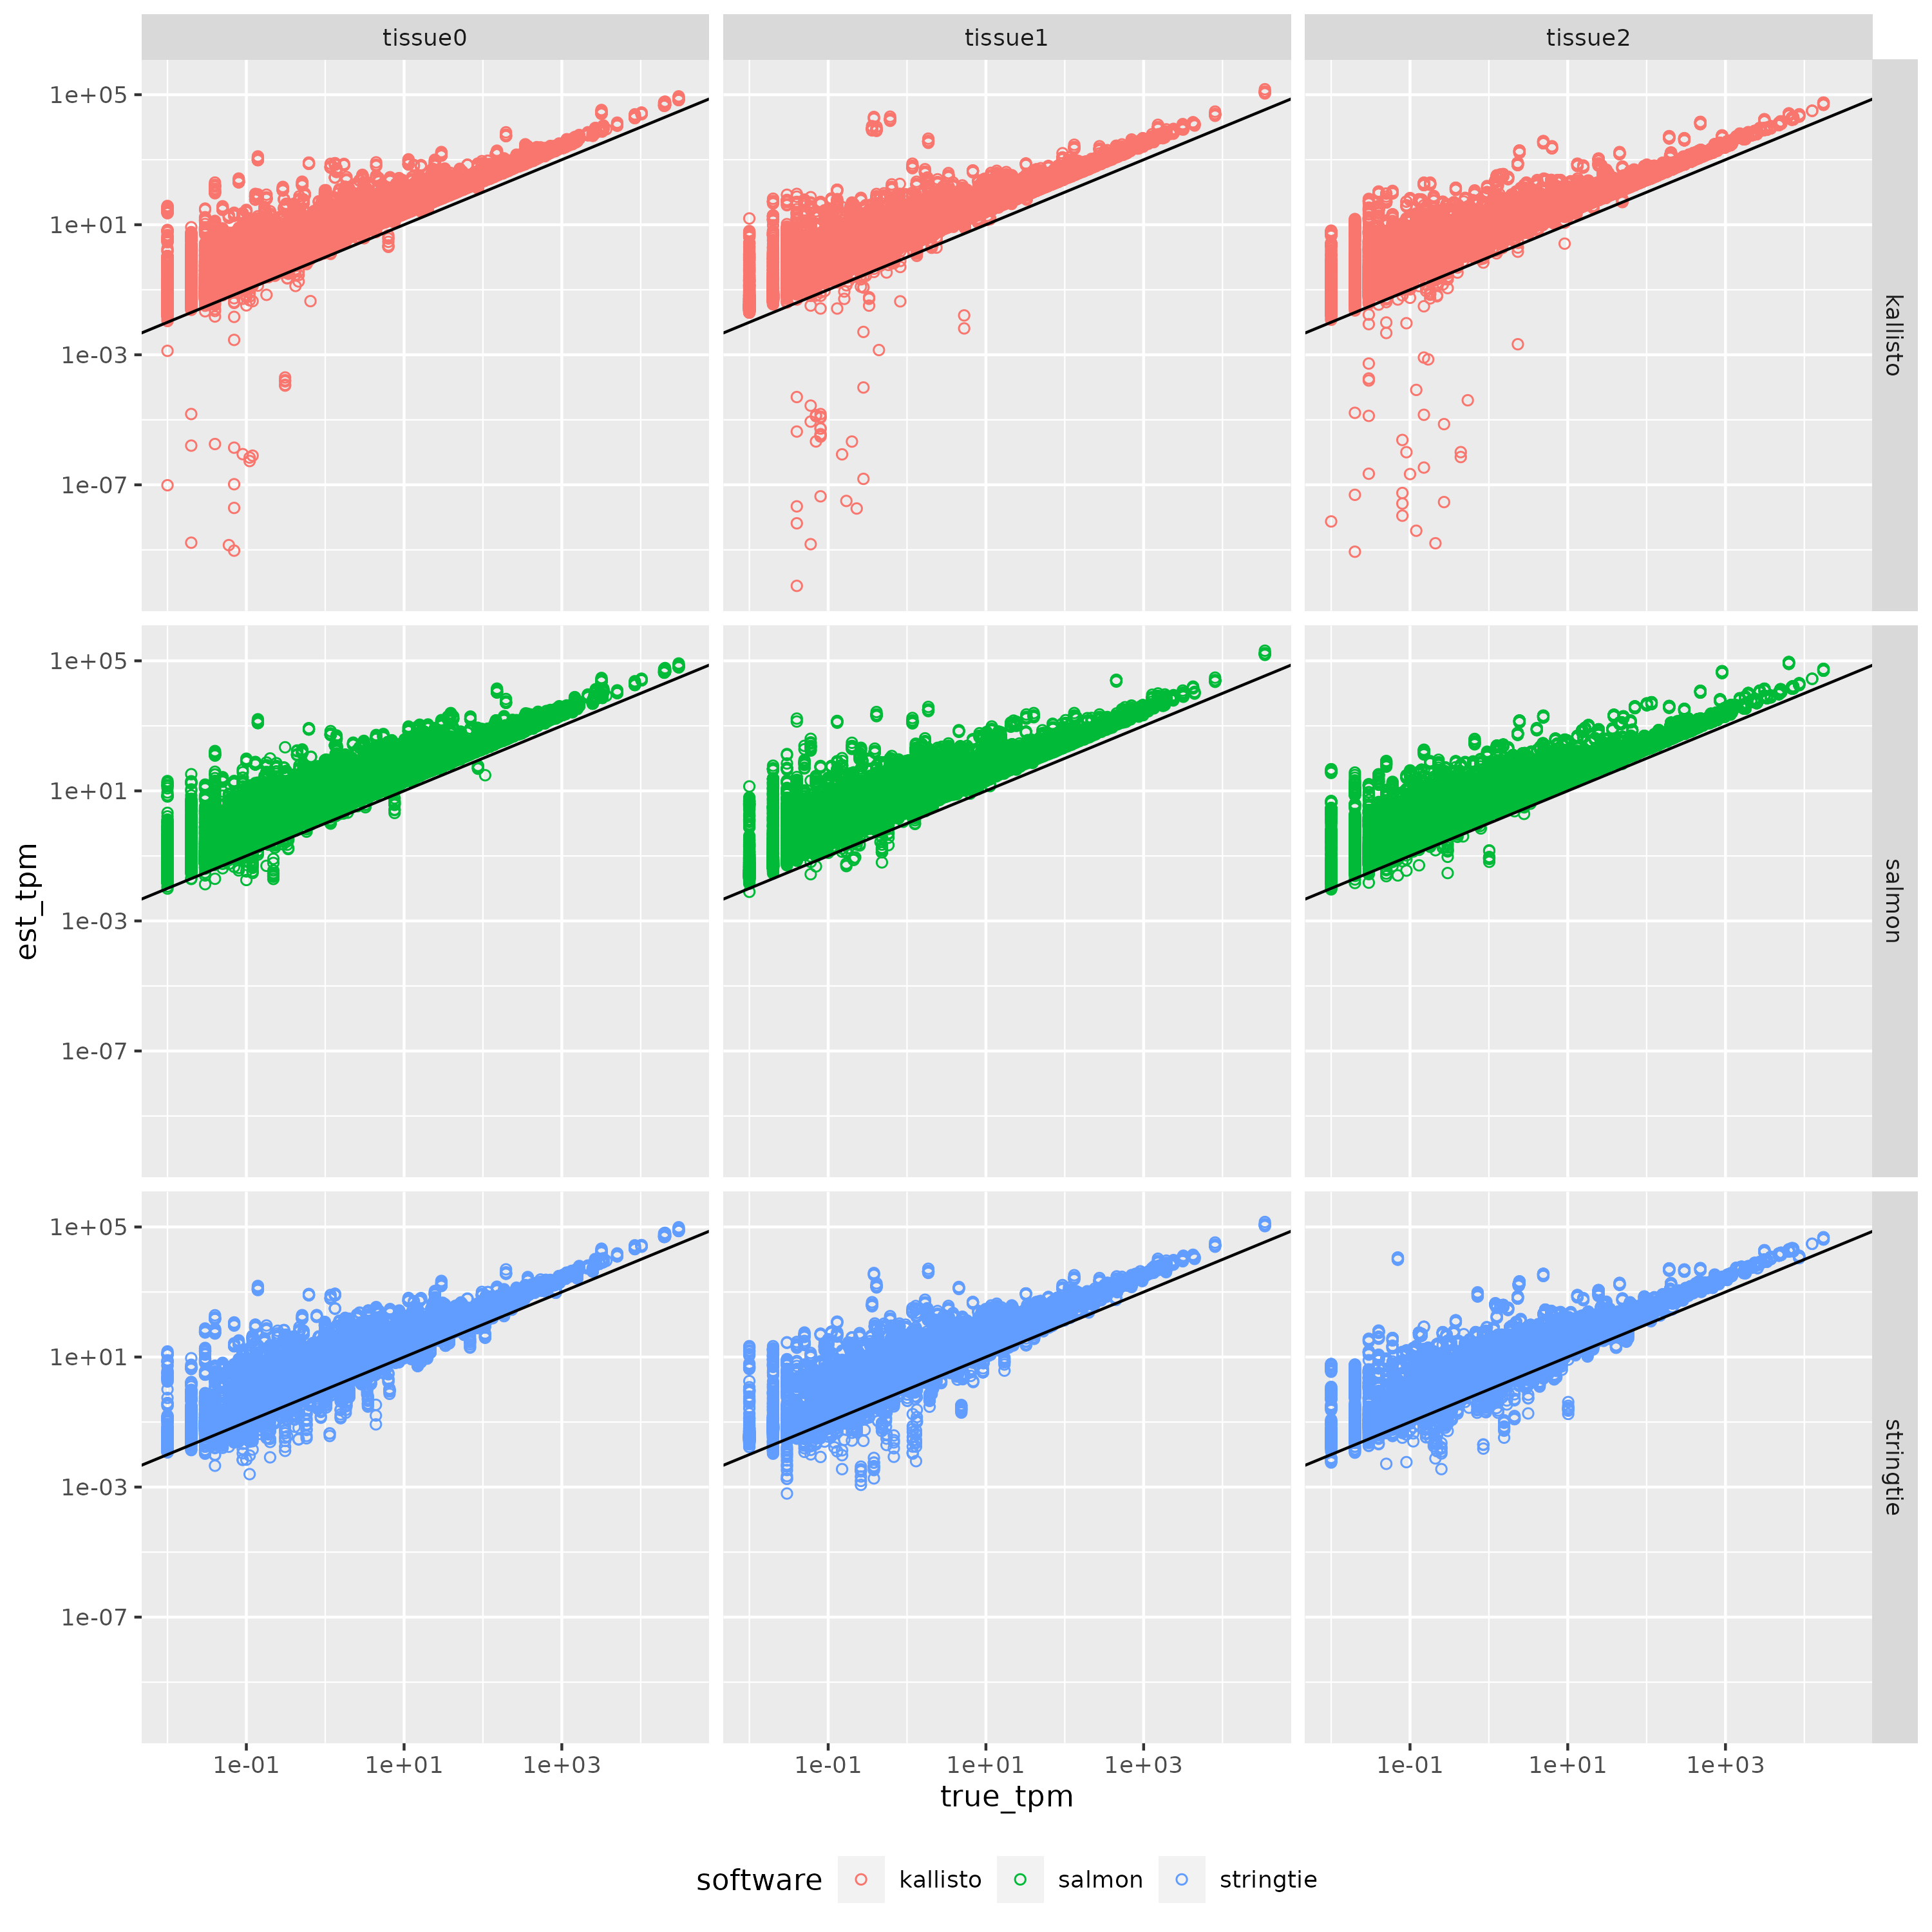 tissue0 tissue1 tissue2
1e+05
1e+01
1e-03
1e-07
kallisto
1e+05
1e+01
1e-03
1e-07
salmon
est_tpm
1e+05
1e+01
1e-03
1e-07
stringtie
1e-01 1e+01 1e+03 1e-01 1e+01 1e+03 1e-01 1e+01 1e+03
true_tpm
software kallisto salmon stringtie